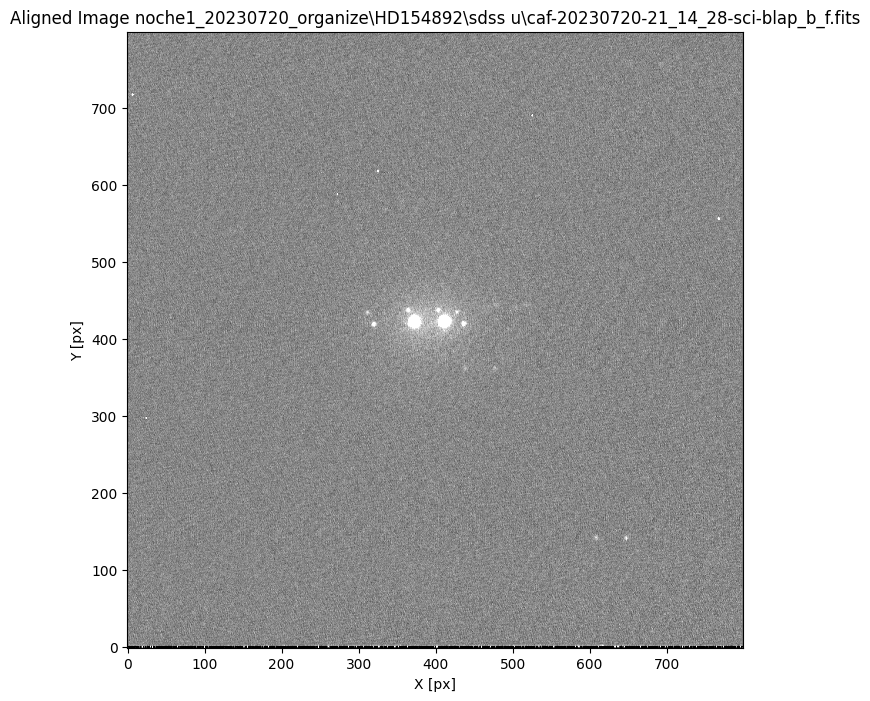 Aligned Image noche1_20230720_organize\HD154892\sdss u\caf-20230720-21_14_28-sci-blap_b_f.fits
700
600
500
400
300
200
100
0
Y [px]
0 100 200 300 400 500 600 700
X [px]